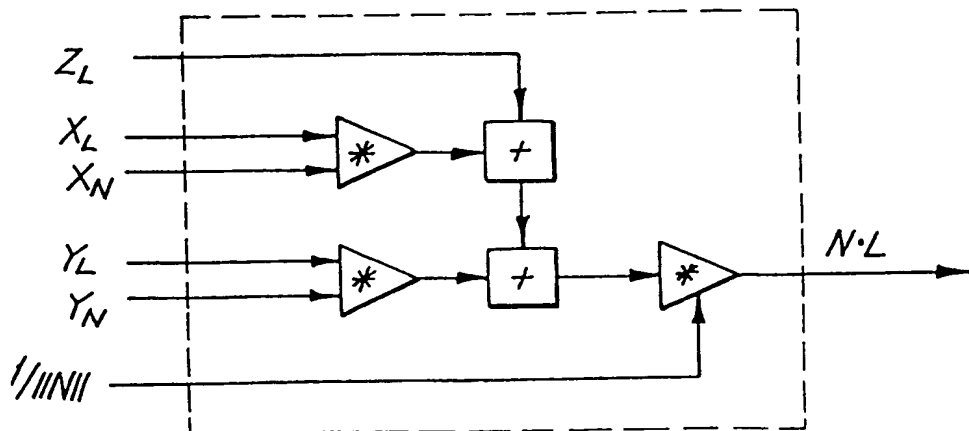 Z_L
X_L
*
+
X_N
Y_L
N·L
*
+
*
Y_N
1/||N||